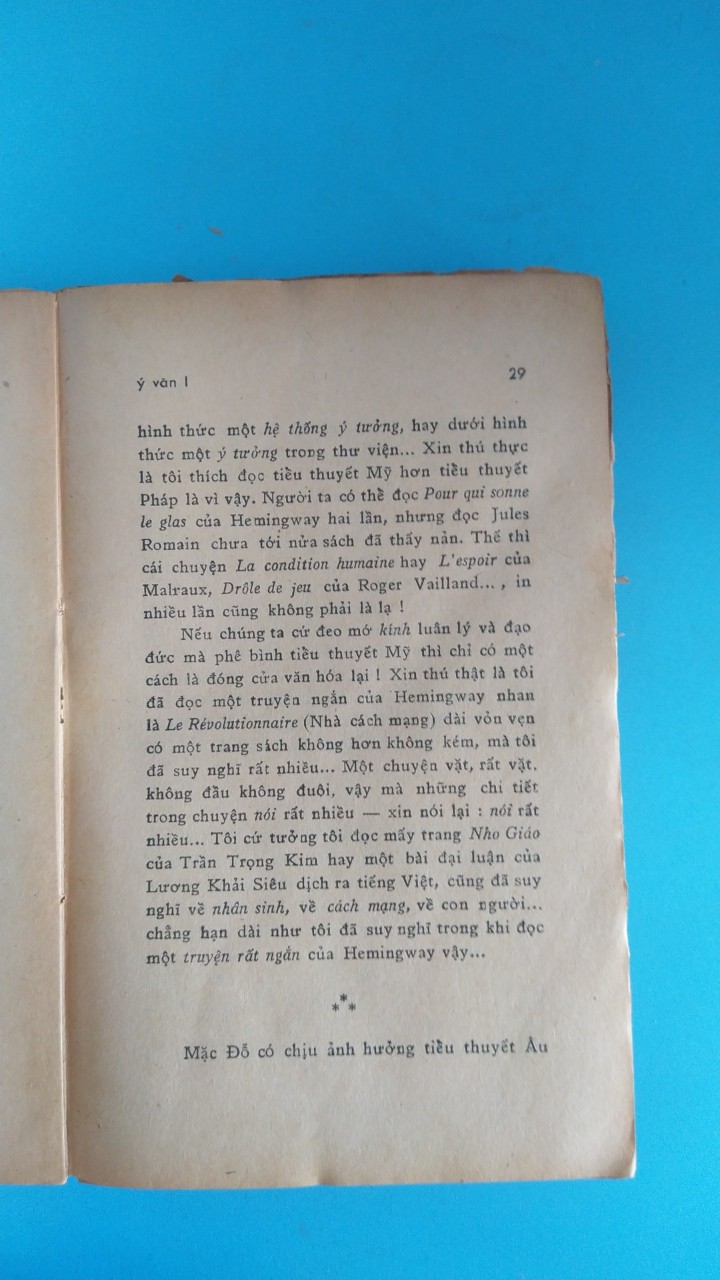 ý văn I
29
hình thức một hệ thống ý tưởng, hay dưới hình
thức một ý tưởng trong thư viện... Xin thú thực
là tôi thích đọc tiểu thuyết Mỹ hơn tiểu thuyết
Pháp là vì vậy. Người ta có thể đọc Pour qui sonne
le glas của Hemingway hai lần, nhưng đọc Jules
Romain chưa tới nửa sách đã thấy nản. Thế thì
cái chuyện La condition humaine hay L'espoir của
Malraux, Drôle de jeu của Roger Vailland... , in
nhiều lần cũng không phải là lạ !
Nếu chúng ta cứ đeo mớ kính luân lý và đạo
đức mà phê bình tiểu thuyết Mỹ thì chỉ có một
cách là đóng cửa văn hóa lại ! Xin thú thật là tôi
đã đọc một truyện ngắn của Hemingway nhan
là Le Révolutionnaire (Nhà cách mạng) dài vỏn vẹn
có một trang sách không hơn không kém, mà tôi
đã suy nghĩ rất nhiều... Một chuyện vặt, rất vặt,
không đầu không đuôi, vậy mà những chi tiết
trong chuyện nói rất nhiều — xin nói lại : nói rất
nhiều... Tôi cứ tưởng tôi đọc mấy trang Nho Giáo
của Trần Trọng Kim hay một bài đại luận của
Lương Khải Siêu dịch ra tiếng Việt, cũng đã suy
nghĩ về nhân sinh, về cách mạng, về con người...
chẳng hạn dài như tôi đã suy nghĩ trong khi đọc
một truyện rất ngắn của Hemingway vậy...
***
Mặc Đỗ có chịu ảnh hưởng tiểu thuyết Âu